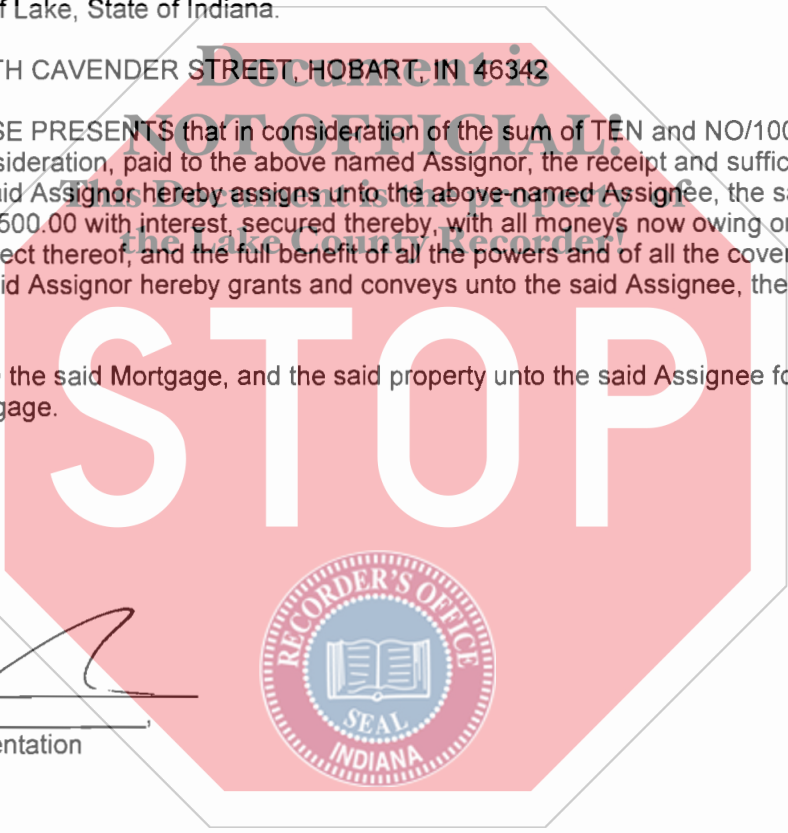 f Lake, State of Indiana.
TH CAVENDER STREET, HOBART, IN 46342
Document is
SE PRESENTS that in consideration of the sum of TEN and NO/100
NOT OFFICIAL!
sideration, paid to the above named Assignor, the receipt and suffic
id Assignor hereby assigns unto the above-named Assignee, the sa
This Document is the property of
500.00 with interest, secured thereby, with all moneys now owing or
the Lake County Recorder!
ect thereof, and the full benefit of all the powers and of all the cover
id Assignor hereby grants and conveys unto the said Assignee, the
STOP
the said Mortgage, and the said property unto the said Assignee fo
gage.
RECORDER'S OFFICE
SEAL
INDIANA
entation